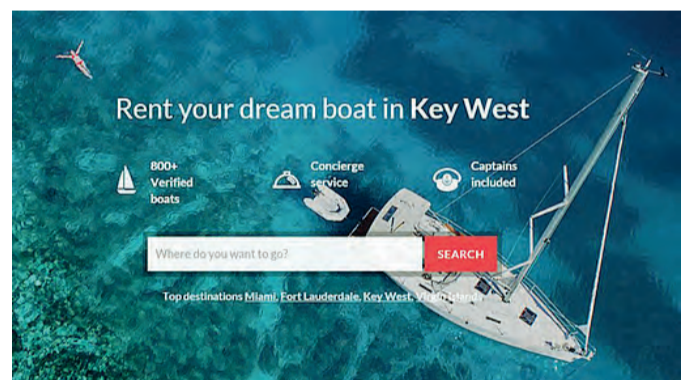 Rent your dream boat in Key West
800+
Verified
boats
Concierge
service
Captains
included
Where do you want to go?
SEARCH
Top destinations Miami, Fort Lauderdale, Key West, Virgin Islands